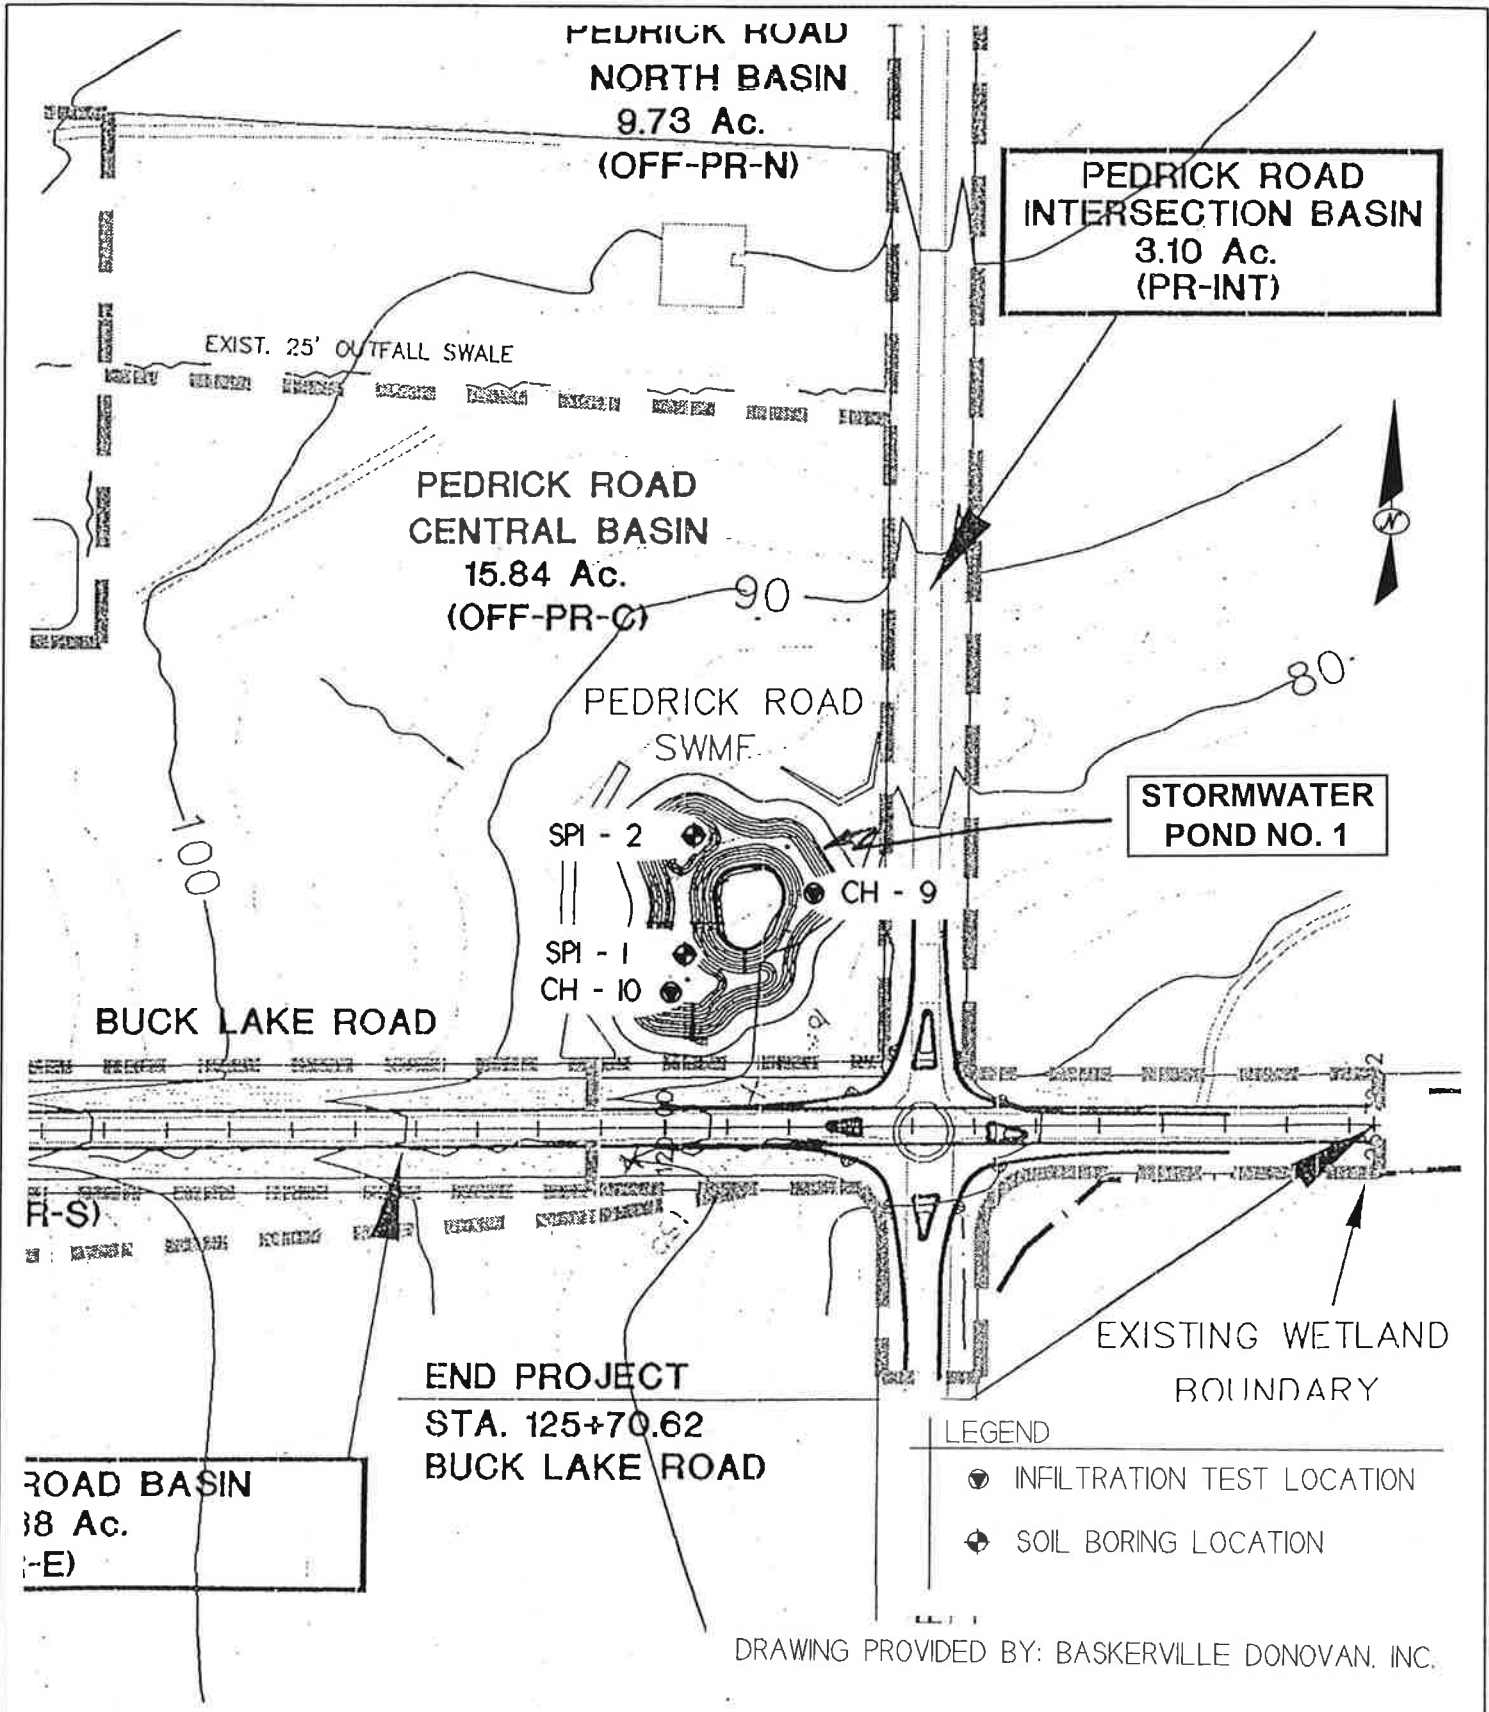 PEDRICK ROAD
NORTH BASIN
9.73 Ac.
(OFF-PR-N)
PEDRICK ROAD
INTERSECTION BASIN
3.10 Ac.
(PR-INT)
EXIST. 25' OUTFALL SWALE
PEDRICK ROAD
CENTRAL BASIN
15.84 Ac.
(OFF-PR-C)
90
N
80
PEDRICK ROAD
SWMF
STORMWATER
POND NO. 1
100
SPI - 2
CH - 9
SPI - 1
CH - 10
BUCK LAKE ROAD
R-S)
END PROJECT
STA. 125+70.62
BUCK LAKE ROAD
EXISTING WETLAND
BOUNDARY
ROAD BASIN
38 Ac.
-E)
LEGEND
INFILTRATION TEST LOCATION
SOIL BORING LOCATION
DRAWING PROVIDED BY: BASKERVILLE DONOVAN, INC.